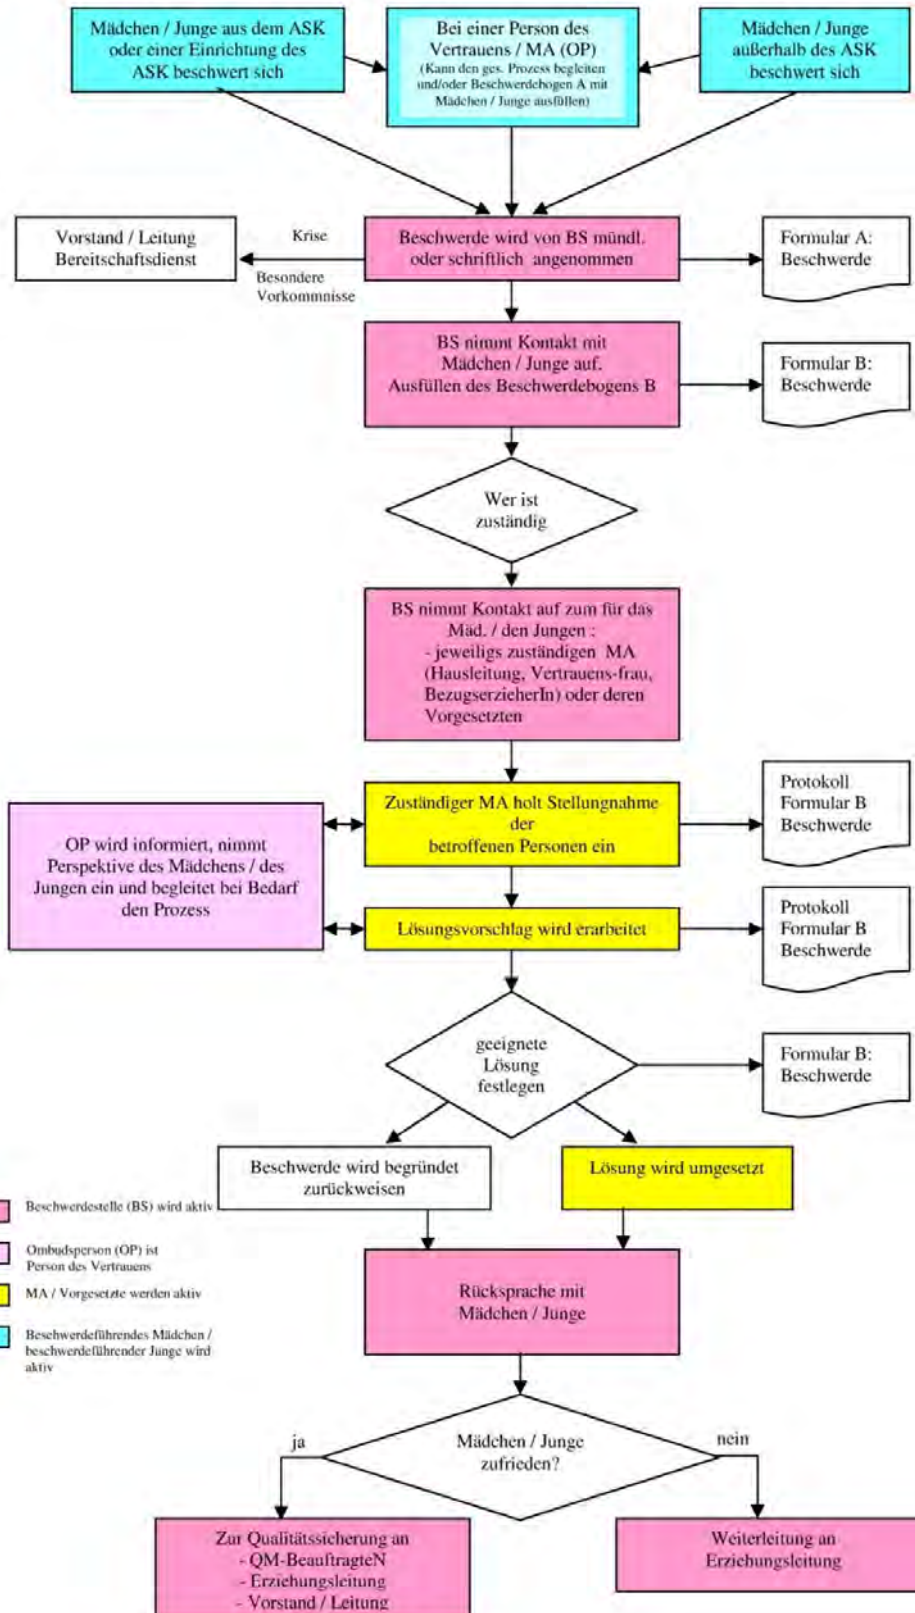 Mädchen / Junge aus dem ASK
oder einer Einrichtung des
ASK beschwert sich
Bei einer Person des
Vertrauens / MA (OP)
(Kann den ges. Prozess begleiten
und/oder Beschwerdebogen A mit
Mädchen / Junge ausfüllen)
Mädchen / Junge
außerhalb des ASK
beschwert sich
Vorstand / Leitung
Bereitschaftsdienst
Krise
Besondere
Vorkommnisse
Beschwerde wird von BS mündl.
oder schriftlich angenommen
Formular A:
Beschwerde
BS nimmt Kontakt mit
Mädchen / Junge auf.
Ausfüllen des Beschwerdebogens B
Formular B:
Beschwerde
Wer ist
zuständig
BS nimmt Kontakt auf zum für das
Mäd. / den Jungen :
- jeweiligs zuständigen MA
(Hausleitung, Vertrauens-frau,
BezugserzieherIn) oder deren
Vorgesetzten
Zuständiger MA holt Stellungnahme
der
betroffenen Personen ein
Protokoll
Formular B
Beschwerde
OP wird informiert, nimmt
Perspektive des Mädchens / des
Jungen ein und begleitet bei Bedarf
den Prozess
Lösungsvorschlag wird erarbeitet
Protokoll
Formular B
Beschwerde
geeignete
Lösung
festlegen
Formular B:
Beschwerde
Beschwerde wird begründet
zurückweisen
Lösung wird umgesetzt
Beschwerdestelle (BS) wird aktiv
Ombudsperson (OP) ist
Person des Vertrauens
MA / Vorgesetzte werden aktiv
Beschwerdeführendes Mädchen /
beschwerdeführender Junge wird
aktiv
Rücksprache mit
Mädchen / Junge
Mädchen / Junge
zufrieden?
ja
nein
Zur Qualitätssicherung an
- QM-BeauftragteN
- Erziehungsleitung
- Vorstand / Leitung
Weiterleitung an
Erziehungsleitung